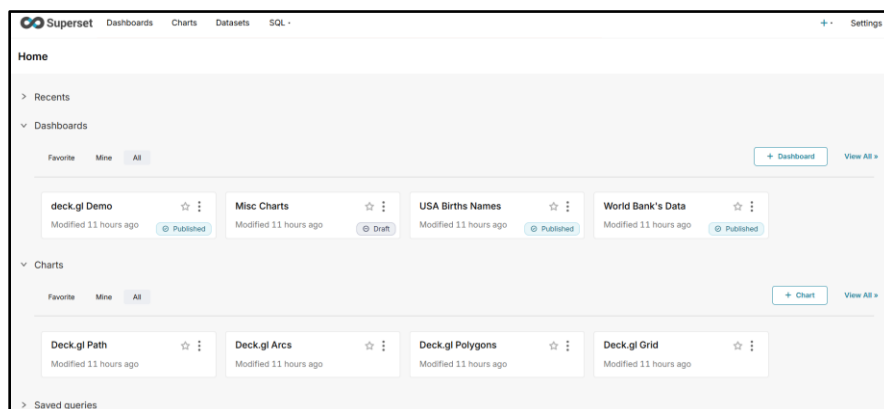 Superset Dashboards Charts Datasets SQL + Settings
Home
Recents
Dashboards
Favorite Mine All + Dashboard View All »
deck.gl Demo Misc Charts USA Births Names World Bank's Data
Modified 11 hours ago Modified 11 hours ago Modified 11 hours ago Modified 11 hours ago
Published Draft Published Published
Charts
Favorite Mine All + Chart View All »
Deck.gl Path Deck.gl Arcs Deck.gl Polygons Deck.gl Grid
Modified 11 hours ago Modified 11 hours ago Modified 11 hours ago Modified 11 hours ago
Saved queries